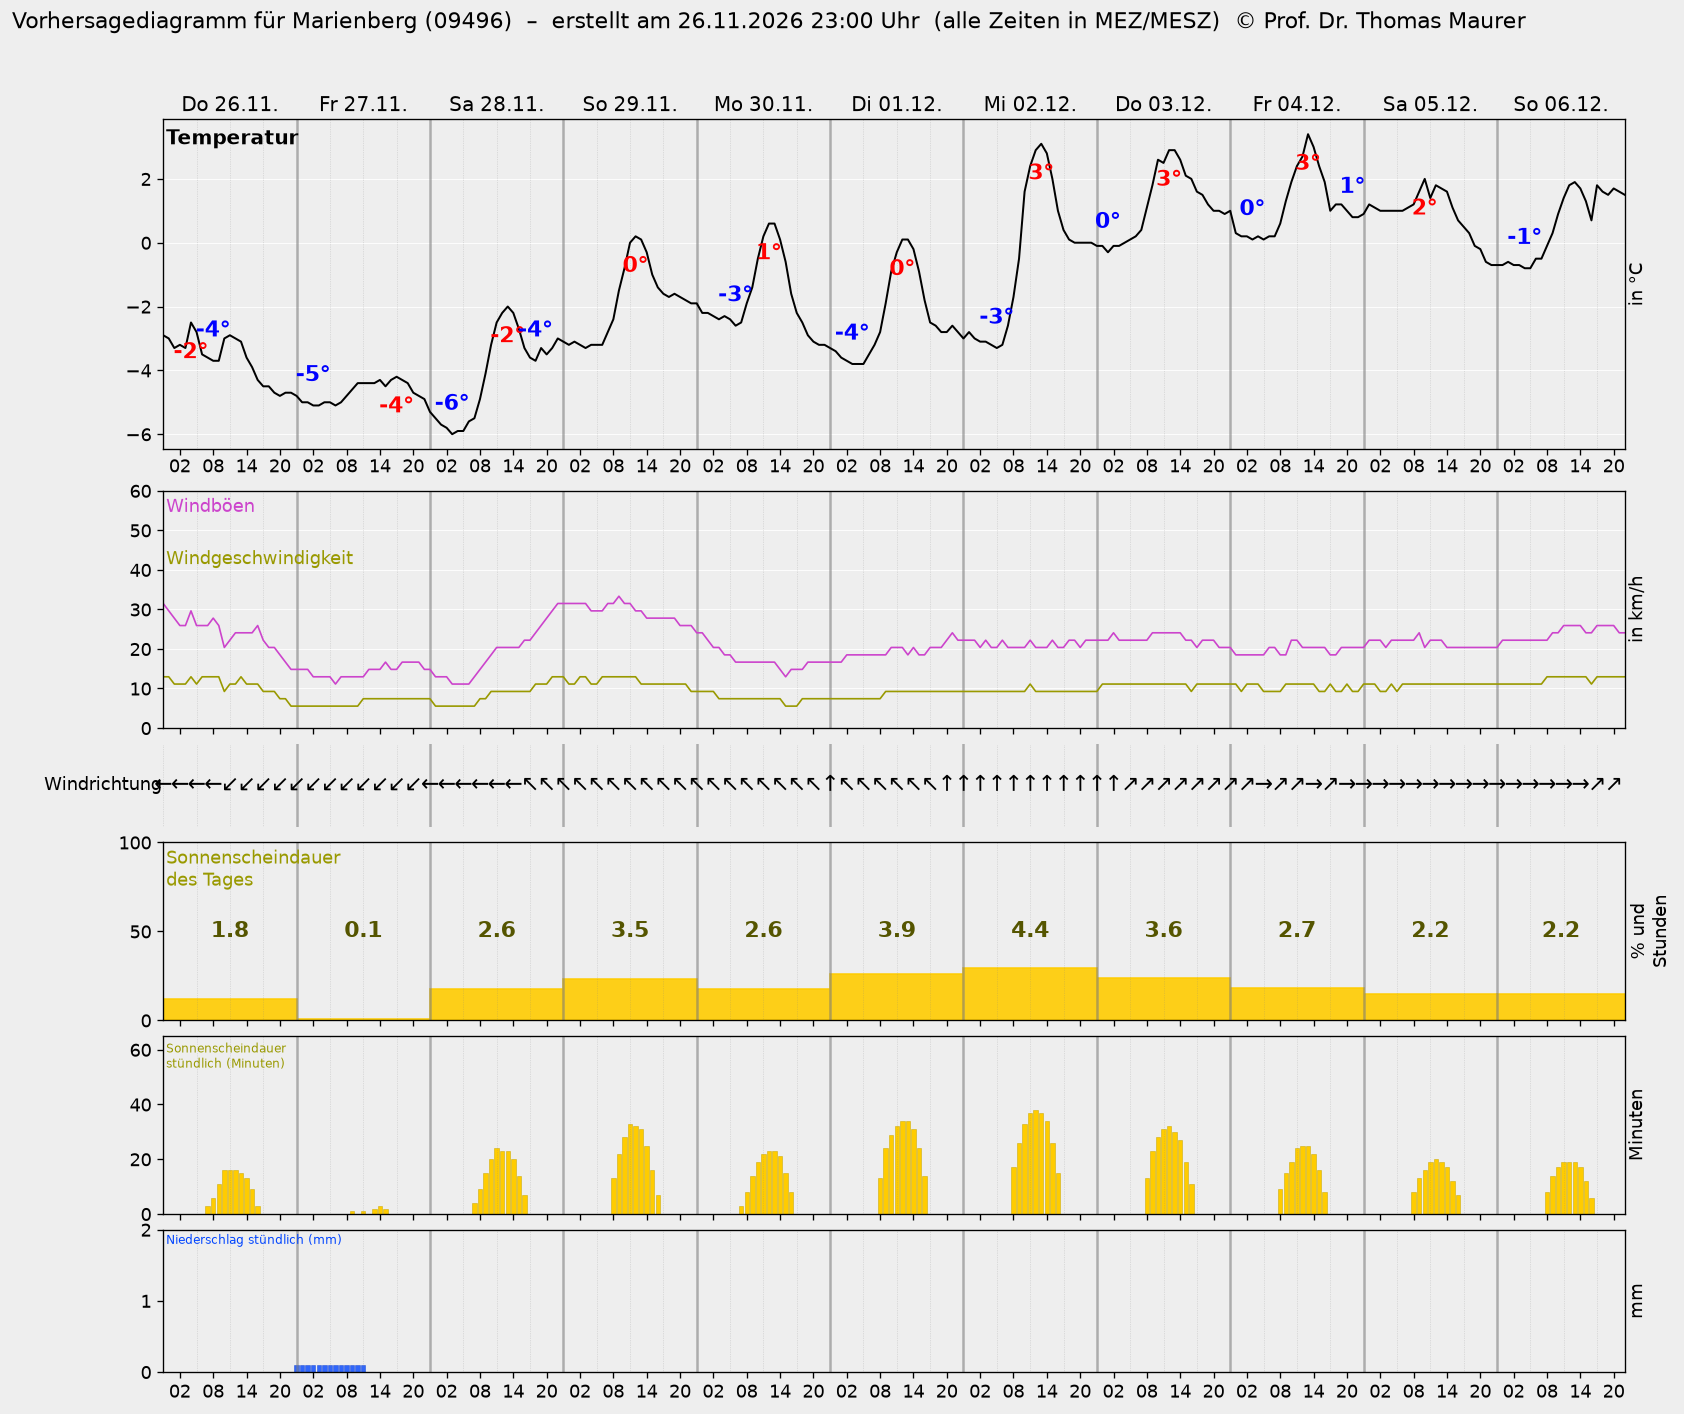 Vorhersagediagramm für Marienberg (09496)  –  erstellt am 26.11.2026 23:00 Uhr  (alle Zeiten in MEZ/MESZ)  © Prof. Dr. Thomas Maurer
Do 26.11. Fr 27.11. Sa 28.11. So 29.11. Mo 30.11. Di 01.12. Mi 02.12. Do 03.12. Fr 04.12. Sa 05.12. So 06.12.
Temperatur
2
0
−2
−4
−6
-2° -4° -5° -4° -6° -2° -4° 0° -3° 1° -4° 0° -3° 3° 0° 3° 0° 3° 1° 2° -1°
in °C
02 08 14 20 02 08 14 20 02 08 14 20 02 08 14 20 02 08 14 20 02 08 14 20 02 08 14 20 02 08 14 20 02 08 14 20 02 08 14 20 02 08 14 20
60
Windböen
50
Windgeschwindigkeit
40
30
20
10
0
in km/h
Windrichtung
100
Sonnenscheindauer
des Tages
1.8 0.1 2.6 3.5 2.6 3.9 4.4 3.6 2.7 2.2 2.2
50
0
% und
Stunden
60
Sonnenscheindauer
stündlich (Minuten)
40
20
0
Minuten
2
Niederschlag stündlich (mm)
1
0
mm
02 08 14 20 02 08 14 20 02 08 14 20 02 08 14 20 02 08 14 20 02 08 14 20 02 08 14 20 02 08 14 20 02 08 14 20 02 08 14 20 02 08 14 20